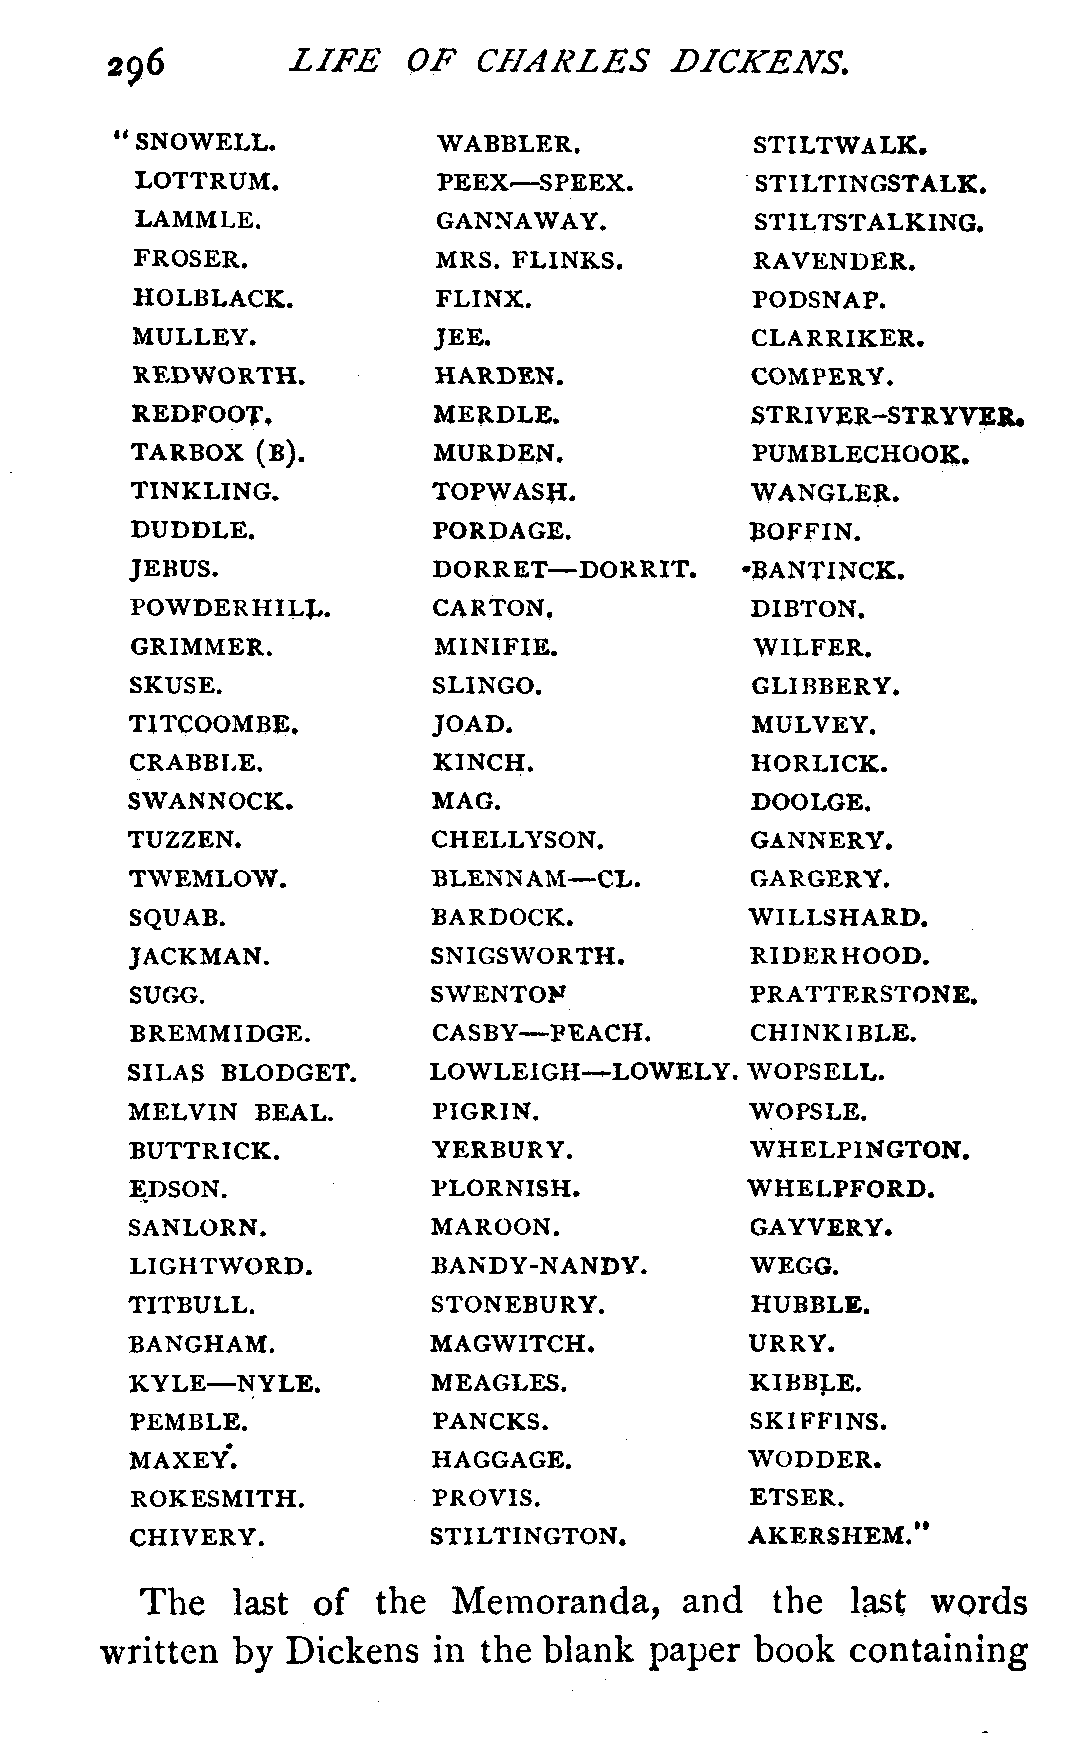 296 LIFE OF CHARLES DICKENS.
"SNOWELL. WABBLER. STILTWALK.
LOTTRUM. PEEX—SPEEX. STILTINGSTALK.
LAMMLE. GANNAWAY. STILTSTALKING.
FROSER. MRS. FLINKS. RAVENDER.
HOLBLACK. FLINX. PODSNAP.
MULLEY. JEE. CLARRIKER.
REDWORTH. HARDEN. COMPERY.
REDFOOT. MERDLE. STRIVER-STRYVER.
TARBOX (B). MURDEN. PUMBLECHOOK.
TINKLING. TOPWASH. WANGLER.
DUDDLE. PORDAGE. BOFFIN.
JEBUS. DORRET—DORRIT. BANTINCK.
POWDERHILL. CARTON. DIBTON.
GRIMMER. MINIFIE. WILFER.
SKUSE. SLINGO. GLIBBERY.
TITCOOMBE. JOAD. MULVEY.
CRABBLE. KINCH. HORLICK.
SWANNOCK. MAG. DOOLGE.
TUZZEN. CHELLYSON. GANNERY.
TWEMLOW. BLENNAM—CL. GARGERY.
SQUAB. BARDOCK. WILLSHARD.
JACKMAN. SNIGSWORTH. RIDERHOOD.
SUGG. SWENTON PRATTERSTONE.
BREMMIDGE. CASBY—PEACH. CHINKIBLE.
SILAS BLODGET. LOWLEIGH—LOWELY. WOPSELL.
MELVIN BEAL. PIGRIN. WOPSLE.
BUTTRICK. YERBURY. WHELPINGTON.
EDSON. PLORNISH. WHELPFORD.
SANLORN. MAROON. GAYVERY.
LIGHTWORD. BANDY-NANDY. WEGG.
TITBULL. STONEBURY. HUBBLE.
BANGHAM. MAGWITCH. URRY.
KYLE—NYLE. MEAGLES. KIBBLE.
PEMBLE. PANCKS. SKIFFINS.
MAXEY. HAGGAGE. WODDER.
ROKESMITH. PROVIS. ETSER.
CHIVERY. STILTINGTON. AKERSHEM."
The last of the Memoranda, and the last words
written by Dickens in the blank paper book containing